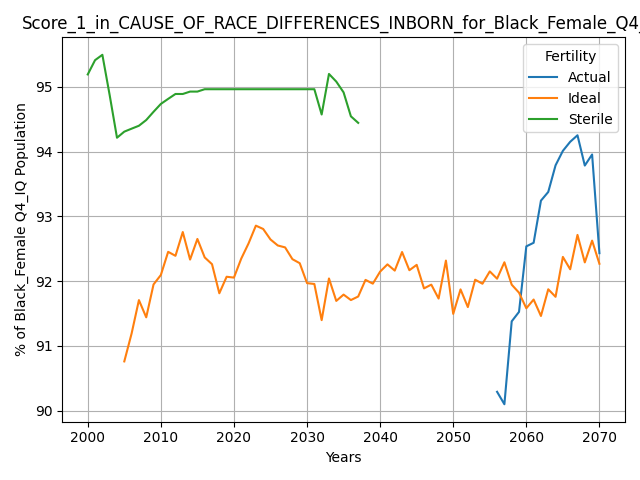 Score_1_in_CAUSE_OF_RACE_DIFFERENCES_INBORN_for_Black_Female_Q4_
Fertility
Actual
Ideal
Sterile
% of Black_Female Q4_IQ Population
95
94
93
92
91
90
2000 2010 2020 2030 2040 2050 2060 2070
Years